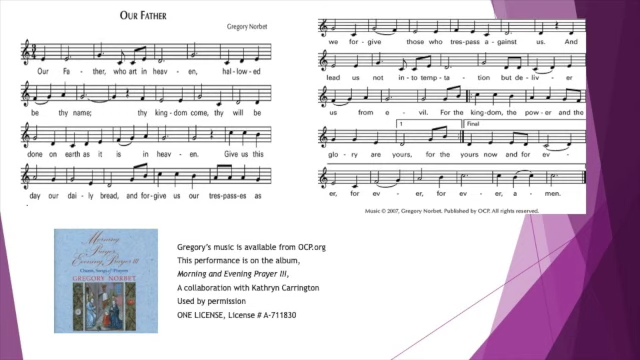 OUR FATHER
Gregory Norbet
Our Fa - ther, who art in heav - en, hal - low - ed
be thy name; thy king - dom come, thy will be
done on earth as it is in heav - en. Give us this
day our dai - ly bread, and for - give us our tres - pass - es as
we for - give those who tres - pass a - gainst us. And
lead us not in - to temp - ta - tion but de - liv - er
us from e - vil. For the king - dom, the pow - er and the
1 Final
glo - ry are yours, for the yours now and for ev -
er, for ev - er, for ev - er, a - men.
Music © 2007, Gregory Norbet. Published by OCP. All rights reserved.
Morning
Prayer
Evening Prayer III
GREGORY NORBET
Gregory's music is available from OCP.org
This performance is on the album,
Morning and Evening Prayer III,
A collaboration with Kathryn Carrington
Used by permission
ONE LICENSE, License # A-711830